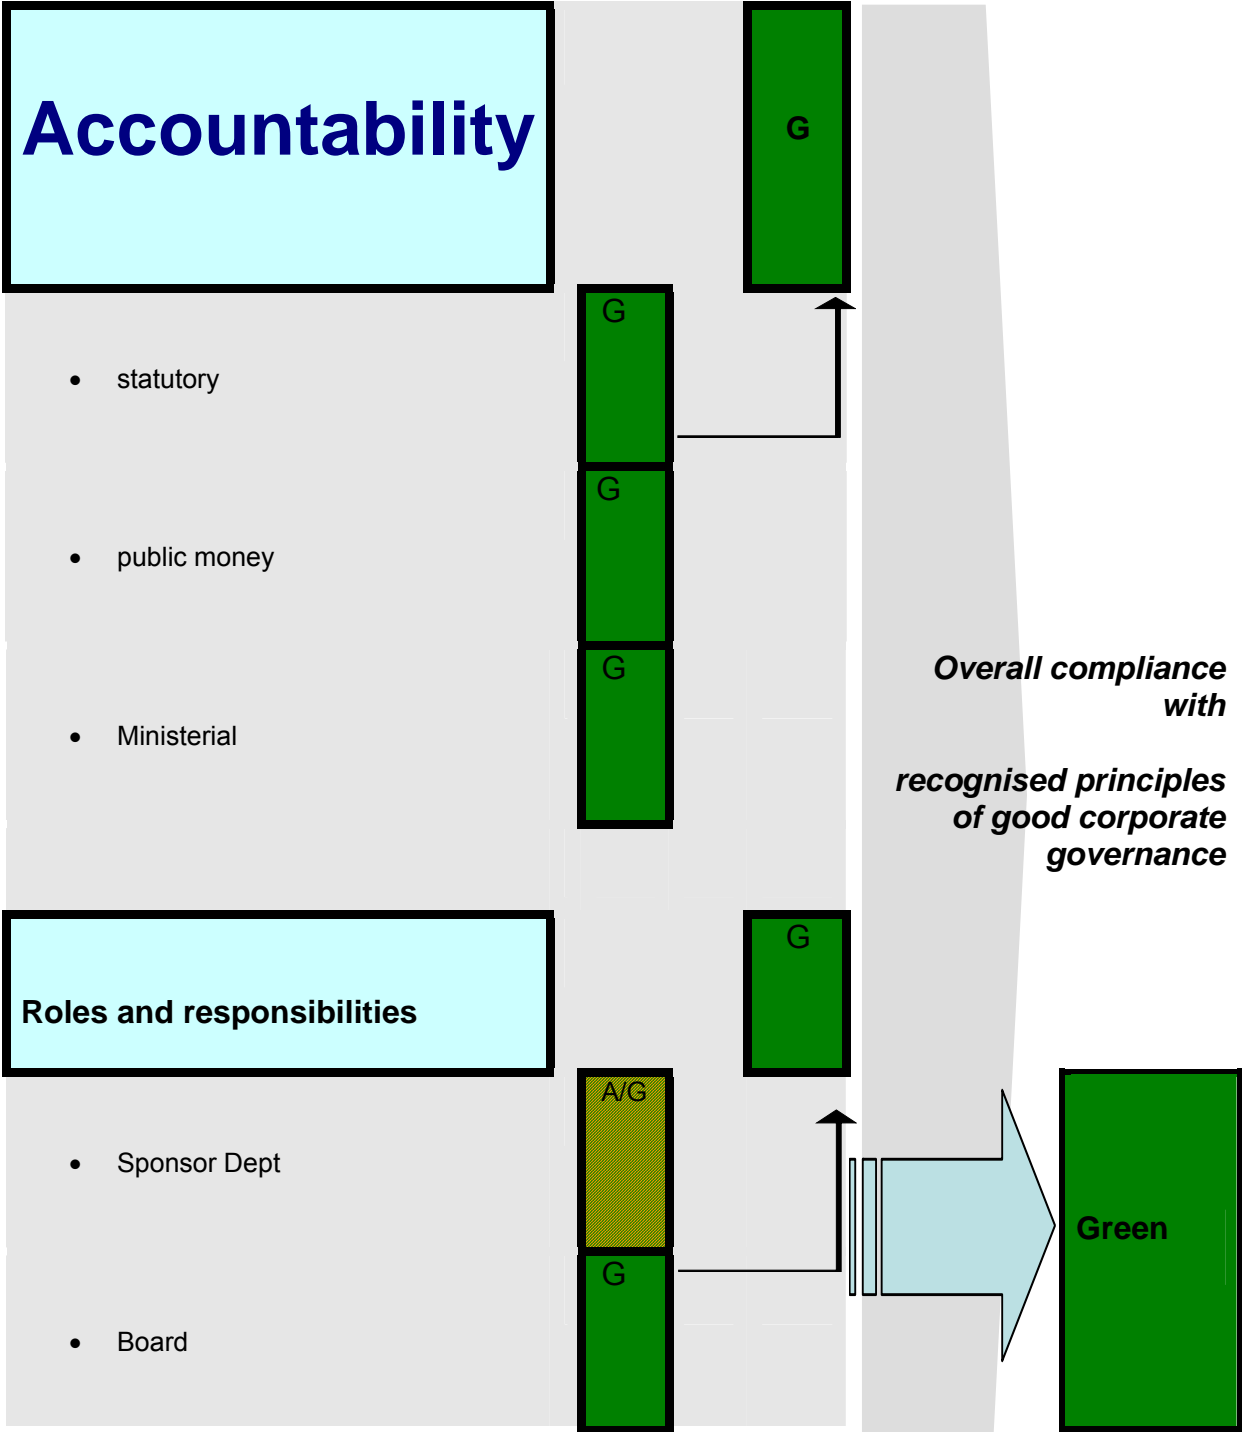 Accountability
G
G
• statutory
G
• public money
G
• Ministerial
Overall compliance
with
recognised principles
of good corporate
governance
G
Roles and responsibilities
A/G
• Sponsor Dept
Green
G
• Board